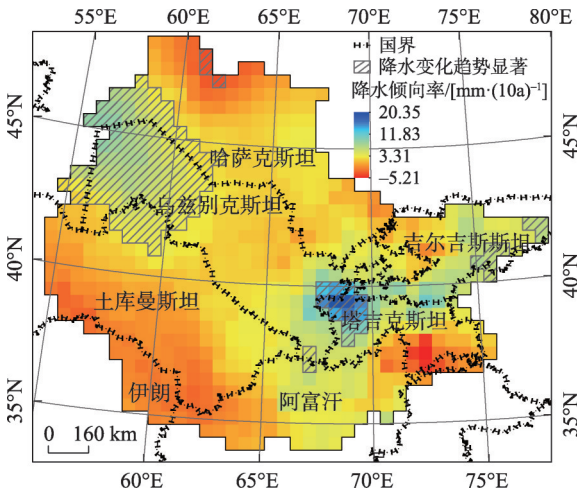 55°E 60°E 65°E 70°E 75°E 80°E
国界
降水变化趋势显著
降水倾向率/[mm·(10a)⁻¹]
20.35
11.83
3.31
−5.21
45°N 45°N
哈萨克斯坦
乌兹别克斯坦
吉尔吉斯斯坦
40°N 40°N
土库曼斯坦
塔吉克斯坦
伊朗
阿富汗
35°N 35°N
0 160 km
60°E 65°E 70°E 75°E